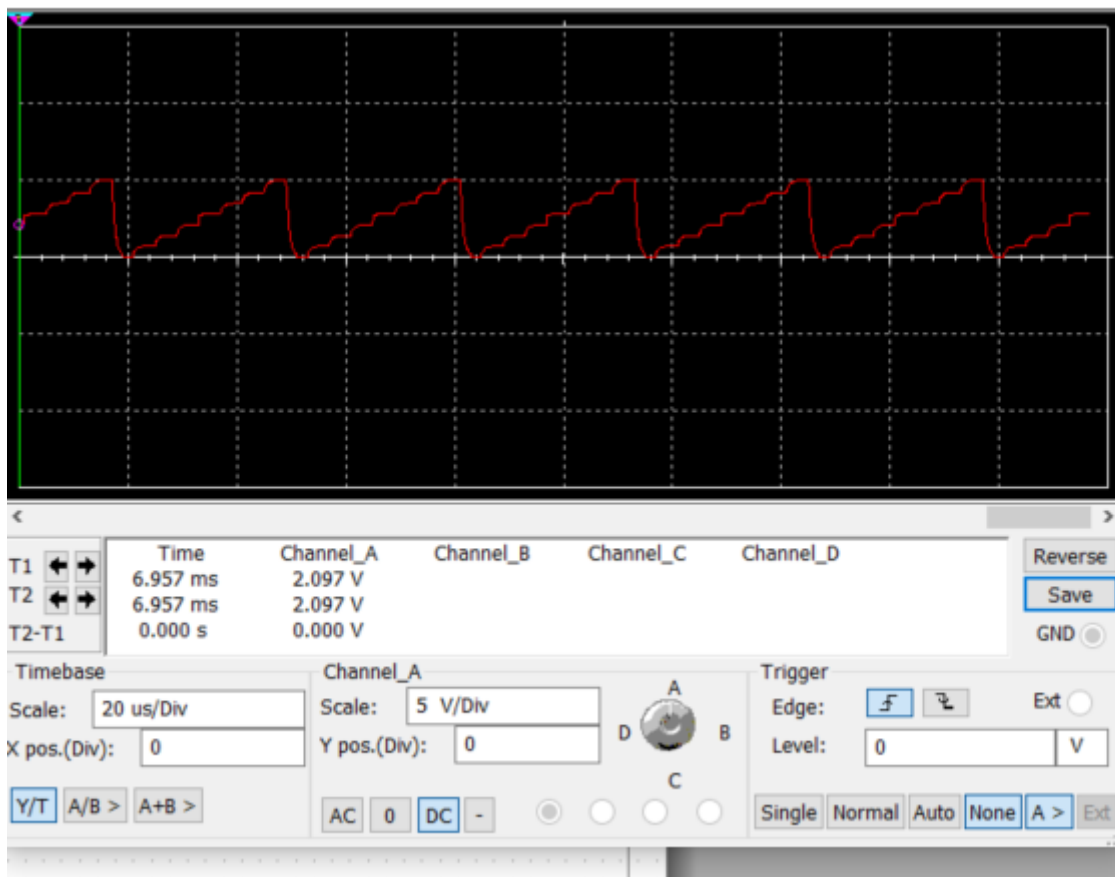 Time Channel_A Channel_B Channel_C Channel_D
T1 6.957 ms 2.097 V
T2 6.957 ms 2.097 V
T2-T1 0.000 s 0.000 V
Reverse
Save
GND
Timebase
Scale: 20 us/Div
X pos.(Div): 0
Y/T A/B > A+B >
Channel_A
Scale: 5 V/Div
Y pos.(Div): 0
AC 0 DC -
A
D B
C
Trigger
Edge: Ext
Level: 0 V
Single Normal Auto None A > Ext